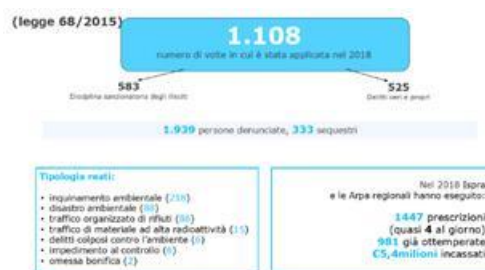 (legge 68/2015)
1.108
numero di volte in cui è stata applicata nel 2018
583
Disciplina sanzionatoria degli illeciti
525
Delitti veri e propri
1.939 persone denunciate, 333 sequestri
Tipologia reati:
• inquinamento ambientale (218)
• disastro ambientale (88)
• traffico organizzato di rifiuti (86)
• traffico di materiale ad alta radioattività (15)
• delitti colposi contro l'ambiente (6)
• impedimento al controllo (6)
• omessa bonifica (2)
Nel 2018 Ispra
e le Arpa regionali hanno eseguito:
1447 prescrizioni
(quasi 4 al giorno)
981 già ottemperate
€5,4milioni incassati